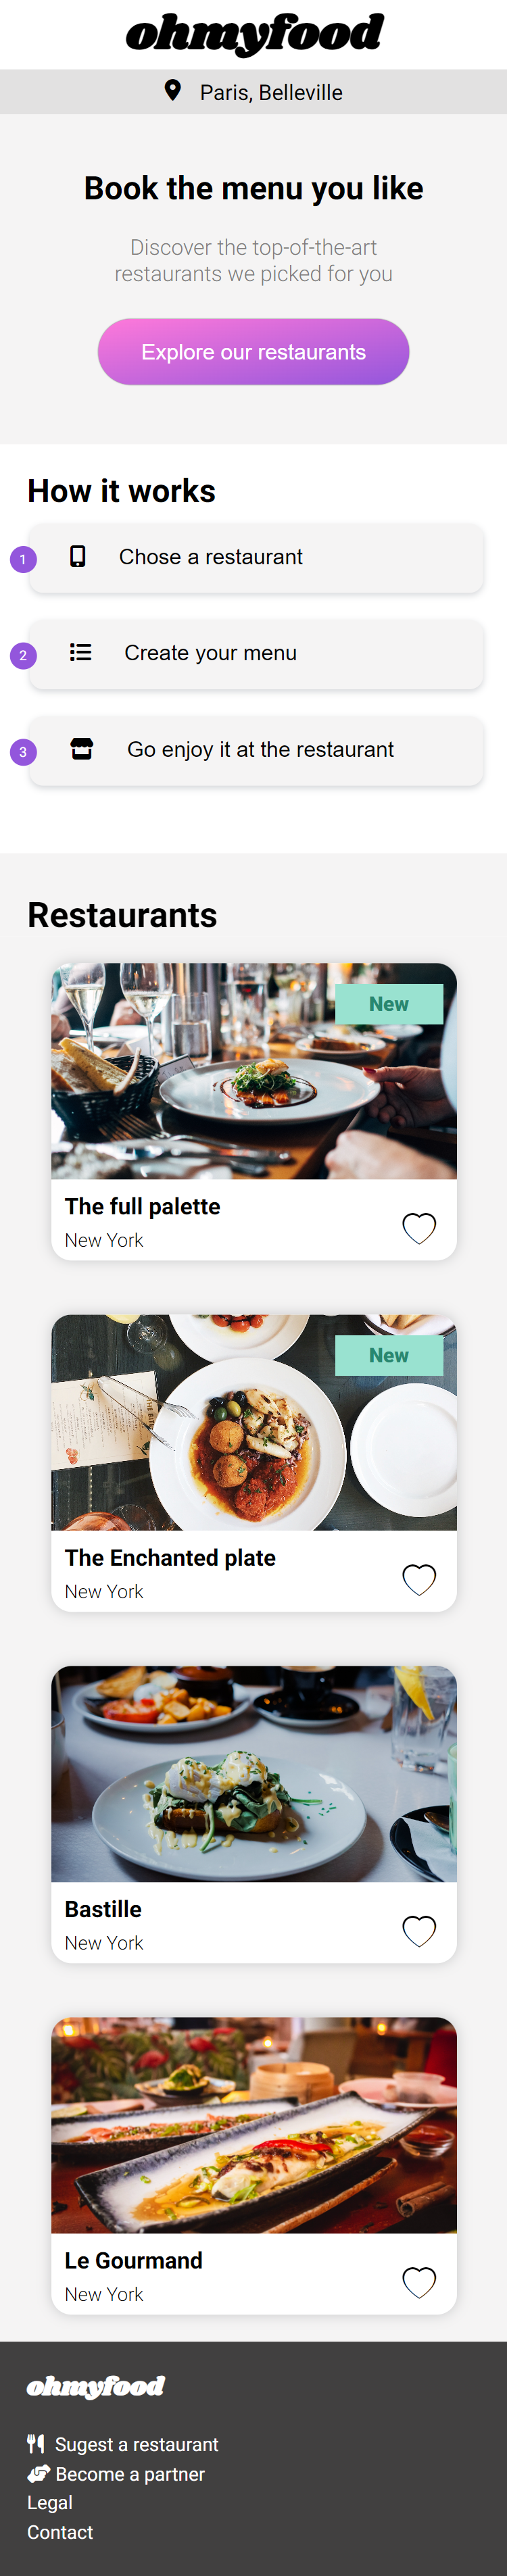 ohmyfood
Paris, Belleville
Book the menu you like
Discover the top-of-the-art
restaurants we picked for you
Explore our restaurants
How it works
1
Chose a restaurant
2
Create your menu
3
Go enjoy it at the restaurant
Restaurants
New
The full palette
New York
New
The Enchanted plate
New York
Bastille
New York
Le Gourmand
New York
ohmyfood
Sugest a restaurant
Become a partner
Legal
Contact